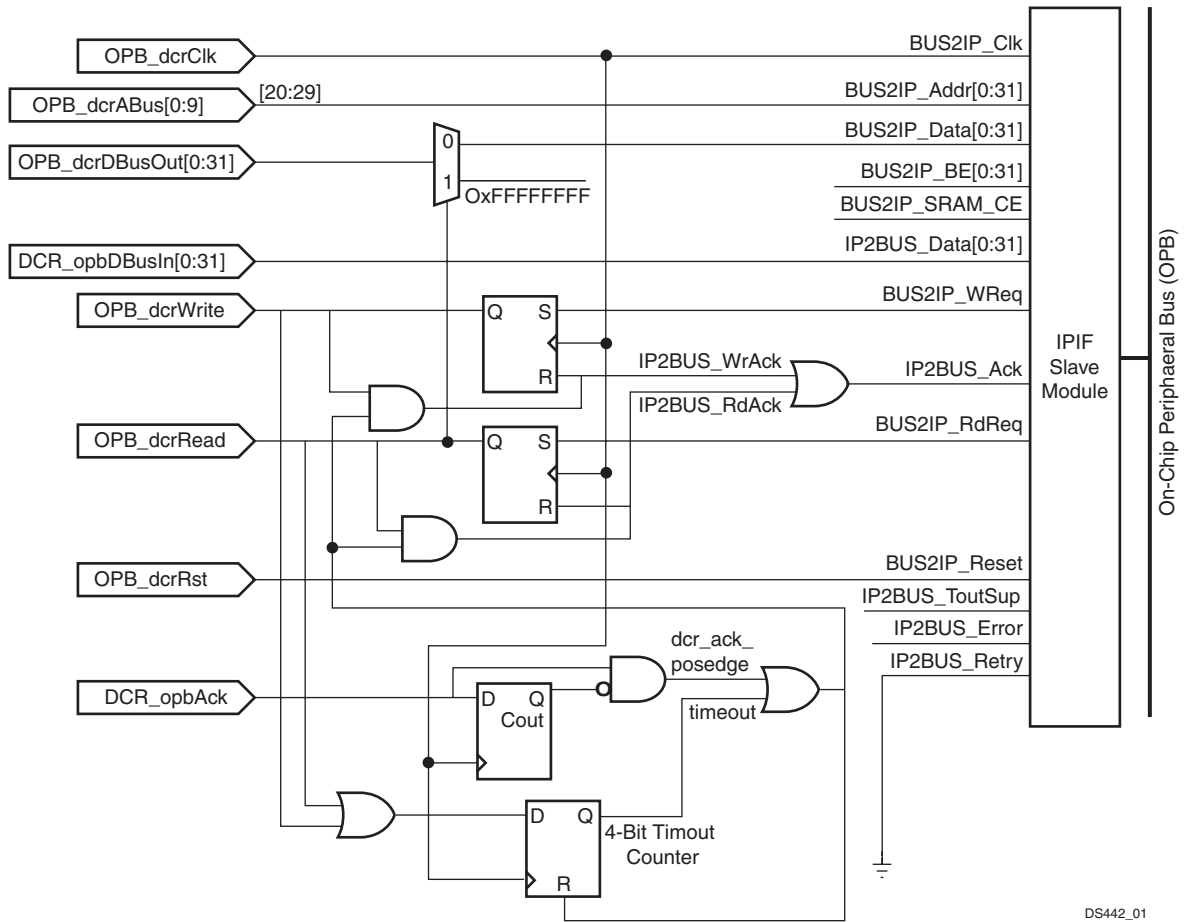 OPB_dcrClk
BUS2IP_Clk
OPB_dcrABus[0:9]
[20:29]
BUS2IP_Addr[0:31]
OPB_dcrDBusOut[0:31]
0
1
OxFFFFFFFF
BUS2IP_Data[0:31]
BUS2IP_BE[0:31]
BUS2IP_SRAM_CE
DCR_opbDBusIn[0:31]
IP2BUS_Data[0:31]
OPB_dcrWrite
Q S
R
BUS2IP_WReq
IP2BUS_WrAck
IP2BUS_RdAck
IP2BUS_Ack
IPIF
Slave
Module
On-Chip Periphaeral Bus (OPB)
OPB_dcrRead
Q S
R
BUS2IP_RdReq
OPB_dcrRst
BUS2IP_Reset
IP2BUS_ToutSup
IP2BUS_Error
IP2BUS_Retry
DCR_opbAck
D Q
Cout
dcr_ack_
posedge
timeout
D Q
R
4-Bit Timout
Counter
DS442_01